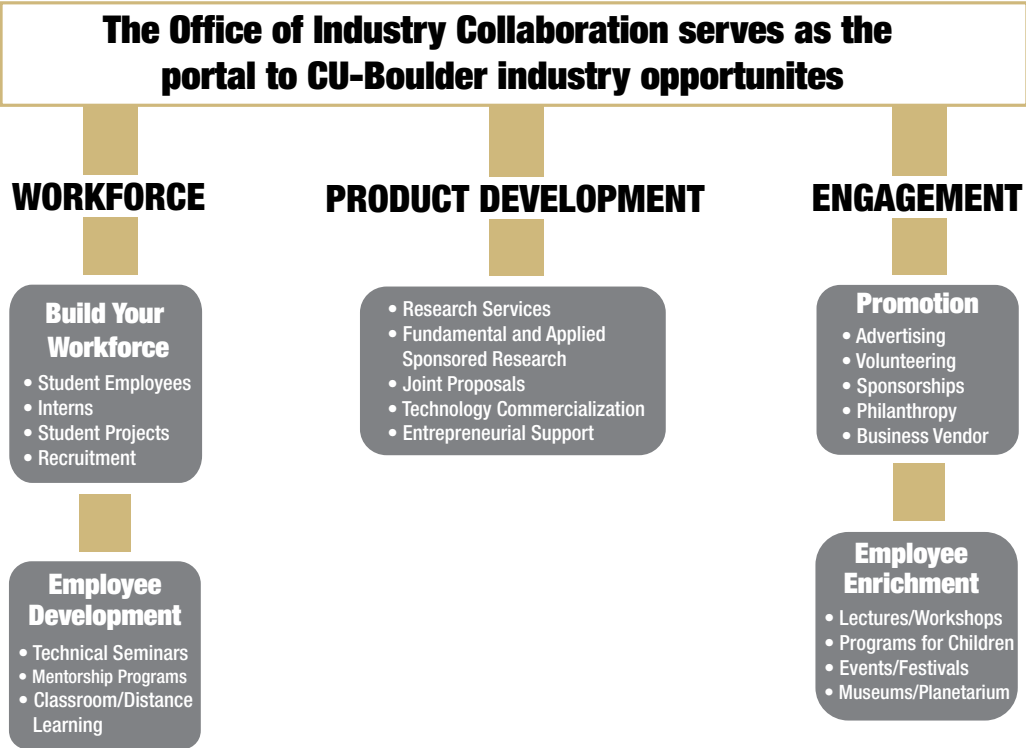 The Office of Industry Collaboration serves as the
portal to CU-Boulder industry opportunites
WORKFORCE
Build Your
Workforce
• Student Employees
• Interns
• Student Projects
• Recruitment
Employee
Development
• Technical Seminars
• Mentorship Programs
• Classroom/Distance
Learning
PRODUCT DEVELOPMENT
• Research Services
• Fundamental and Applied
Sponsored Research
• Joint Proposals
• Technology Commercialization
• Entrepreneurial Support
ENGAGEMENT
Promotion
• Advertising
• Volunteering
• Sponsorships
• Philanthropy
• Business Vendor
Employee
Enrichment
• Lectures/Workshops
• Programs for Children
• Events/Festivals
• Museums/Planetarium